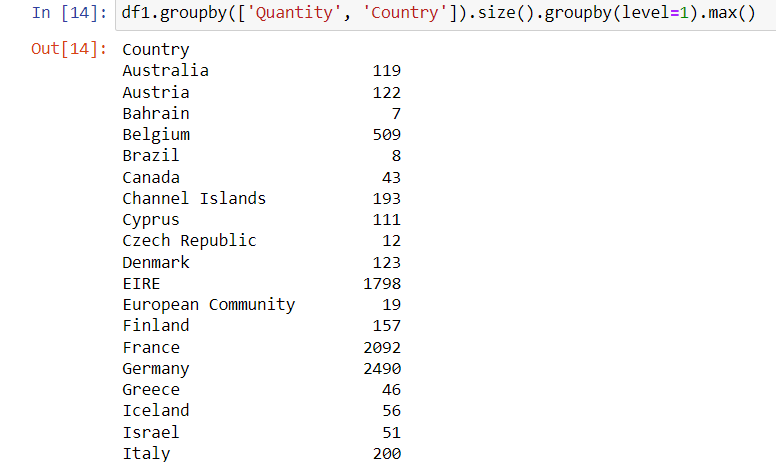 In [14]: df1.groupby(['Quantity', 'Country']).size().groupby(level=1).max()
Out[14]: Country
Australia 119
Austria 122
Bahrain 7
Belgium 509
Brazil 8
Canada 43
Channel Islands 193
Cyprus 111
Czech Republic 12
Denmark 123
EIRE 1798
European Community 19
Finland 157
France 2092
Germany 2490
Greece 46
Iceland 56
Israel 51
Italy 200